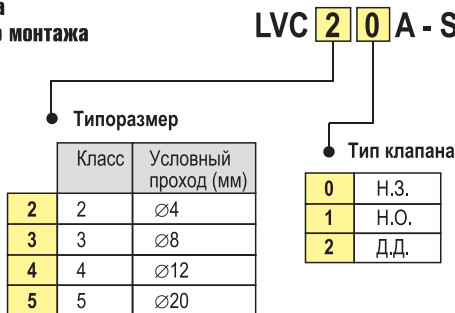 монтажа
LVC 2 0 A - S
Типоразмер
Класс Условный проход (мм)
2 2 ∅4
3 3 ∅8
4 4 ∅12
5 5 ∅20
Тип клапана
0 Н.З.
1 Н.О.
2 Д.Д.